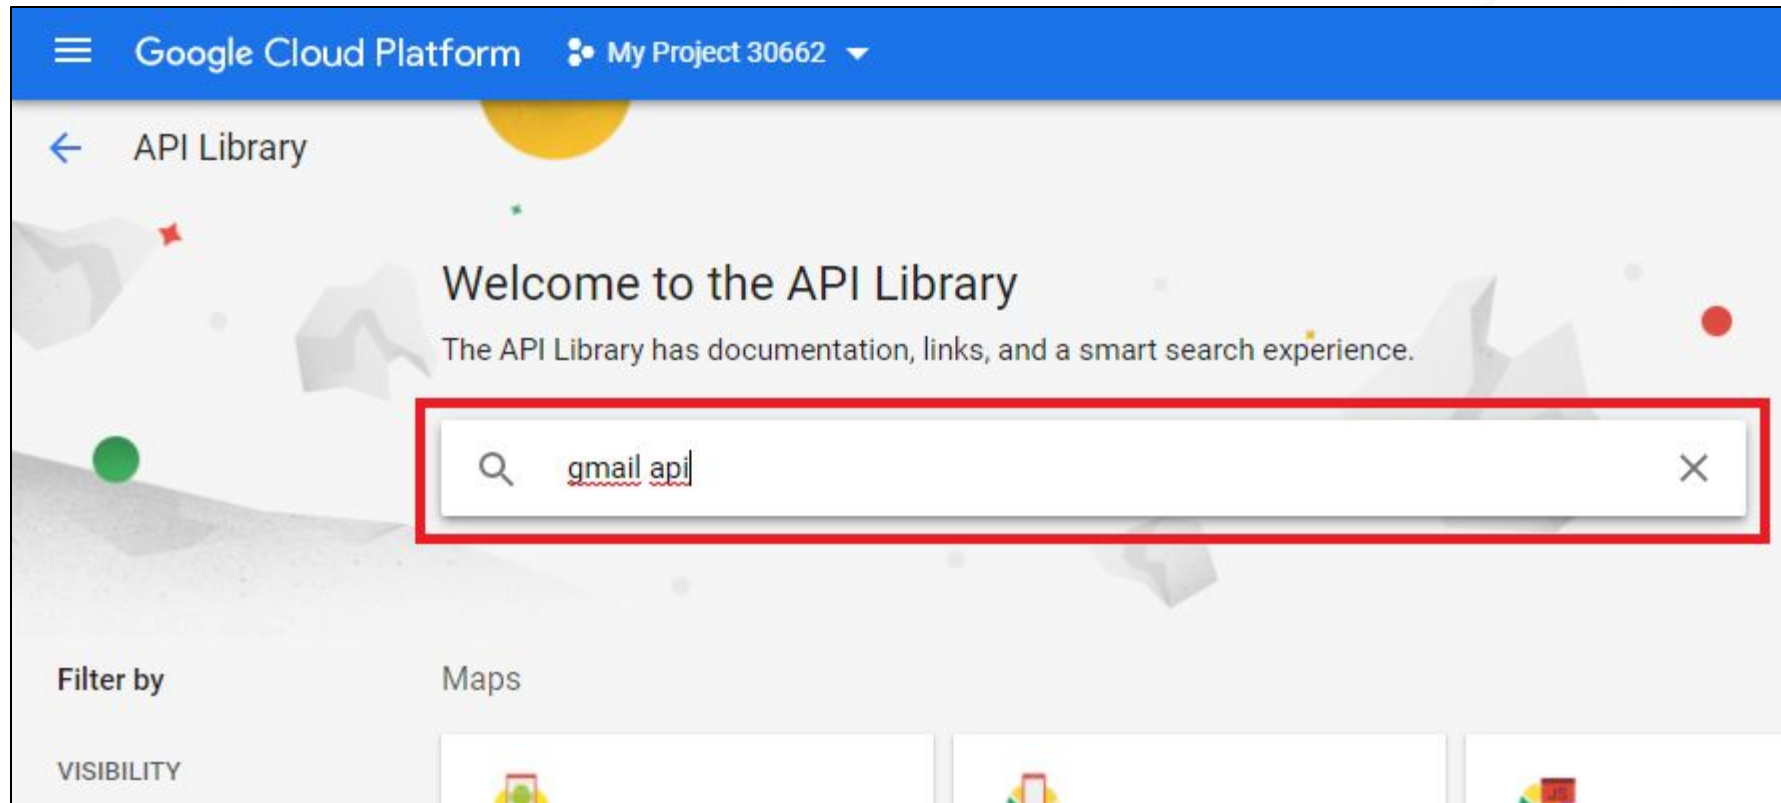 Google Cloud Platform My Project 30662
API Library
Welcome to the API Library
The API Library has documentation, links, and a smart search experience.
gmail api
Filter by
Maps
VISIBILITY
JS